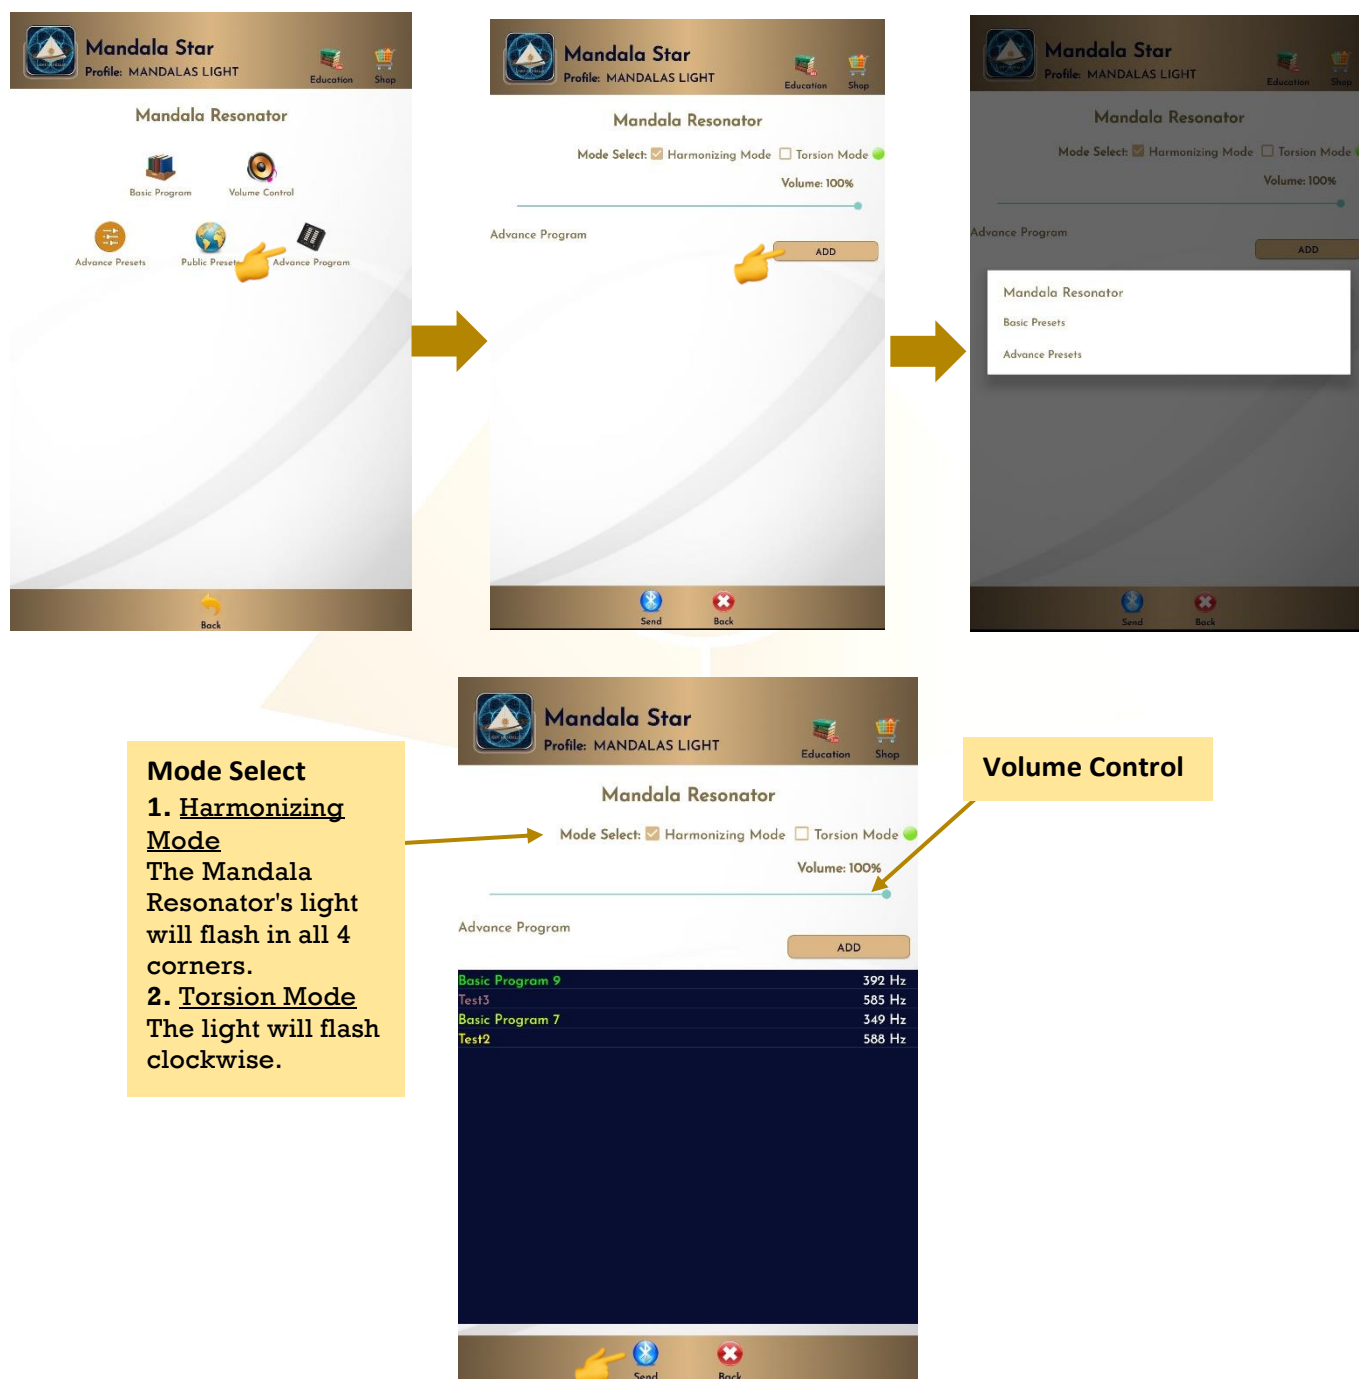 Mandala Star
Profile: MANDALAS LIGHT
Education
Shop
Mandala Resonator
Basic Program
Volume Control
Advance Presets
Public Presets
Advance Program
Back
Mandala Star
Profile: MANDALAS LIGHT
Education
Shop
Mandala Resonator
Mode Select: Harmonizing Mode Torsion Mode
Volume: 100%
Advance Program
ADD
Send
Back
Mandala Star
Profile: MANDALAS LIGHT
Education
Shop
Mandala Resonator
Mode Select: Harmonizing Mode Torsion Mode
Volume: 100%
Advance Program
ADD
Mandala Resonator
Basic Presets
Advance Presets
Send
Back
Mode Select
1. Harmonizing
Mode
The Mandala
Resonator's light
will flash in all 4
corners.
2. Torsion Mode
The light will flash
clockwise.
Mandala Star
Profile: MANDALAS LIGHT
Education
Shop
Mandala Resonator
Mode Select: Harmonizing Mode Torsion Mode
Volume: 100%
Advance Program
ADD
Basic Program 9 392 Hz
Test3 585 Hz
Basic Program 7 349 Hz
Test2 588 Hz
Send
Back
Volume Control